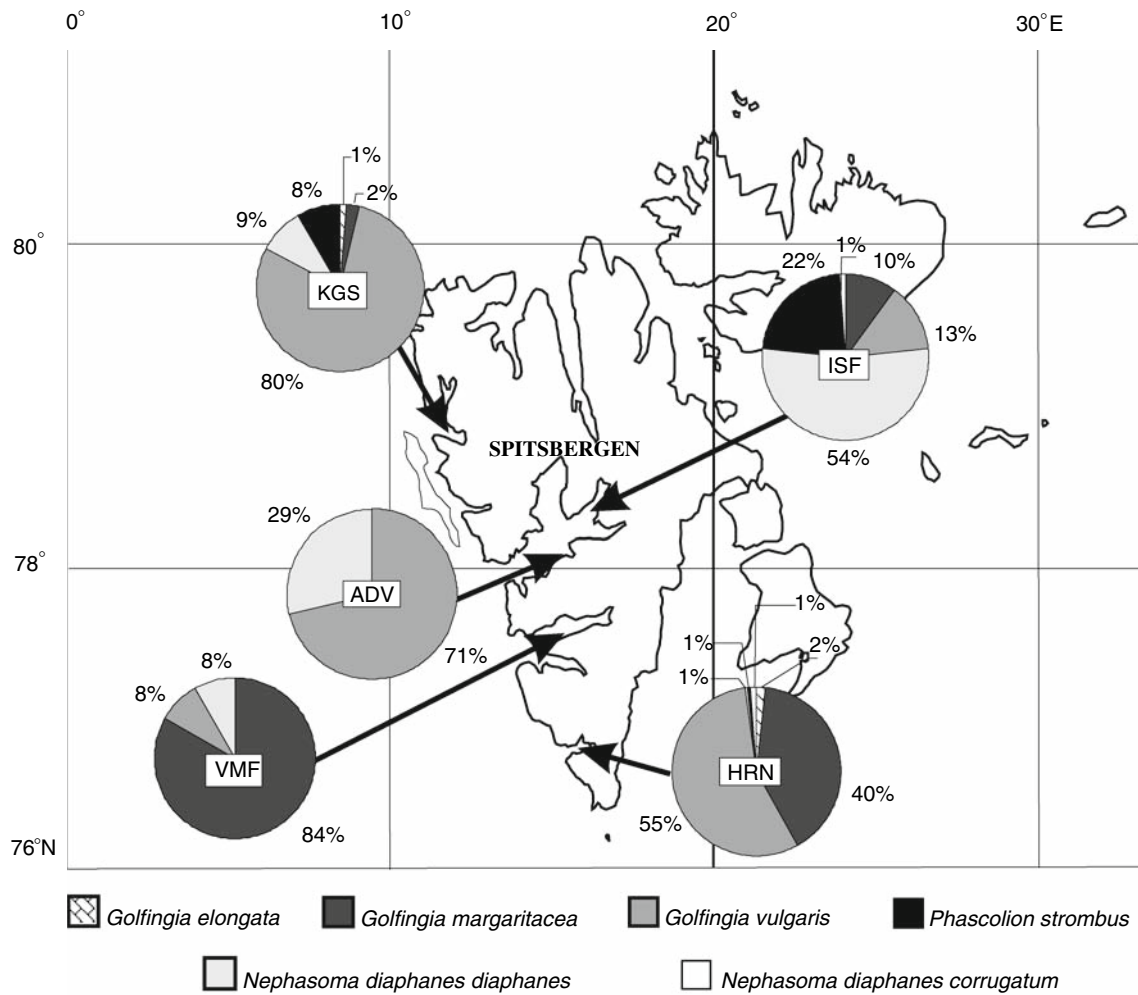 0° 10° 20° 30°E
1%
8% 2%
9%
80°
KGS
80%
1%
22% 10%
13%
ISF
54%
SPITSBERGEN
29%
78°
ADV
71%
1%
1% 2%
1%
8%
8%
VMF
84%
HRN
40%
55%
76°N
Golfingia elongata Golfingia margaritacea Golfingia vulgaris Phascolion strombus
Nephasoma diaphanes diaphanes Nephasoma diaphanes corrugatum